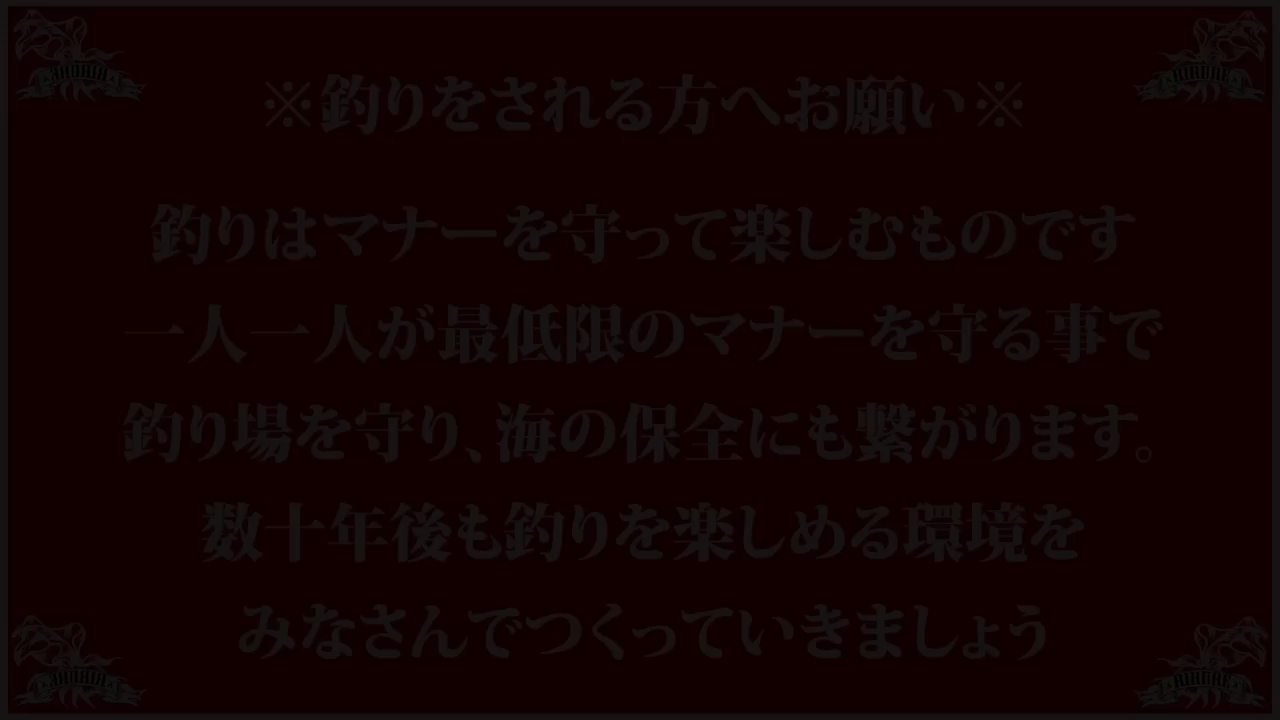 ※釣りをされる方へお願い※
釣りはマナーを守って楽しむものです
一人一人が最低限のマナーを守る事で
釣り場を守り、海の保全にも繋がります。
数十年後も釣りを楽しめる環境を
みなさんでつくっていきましょう